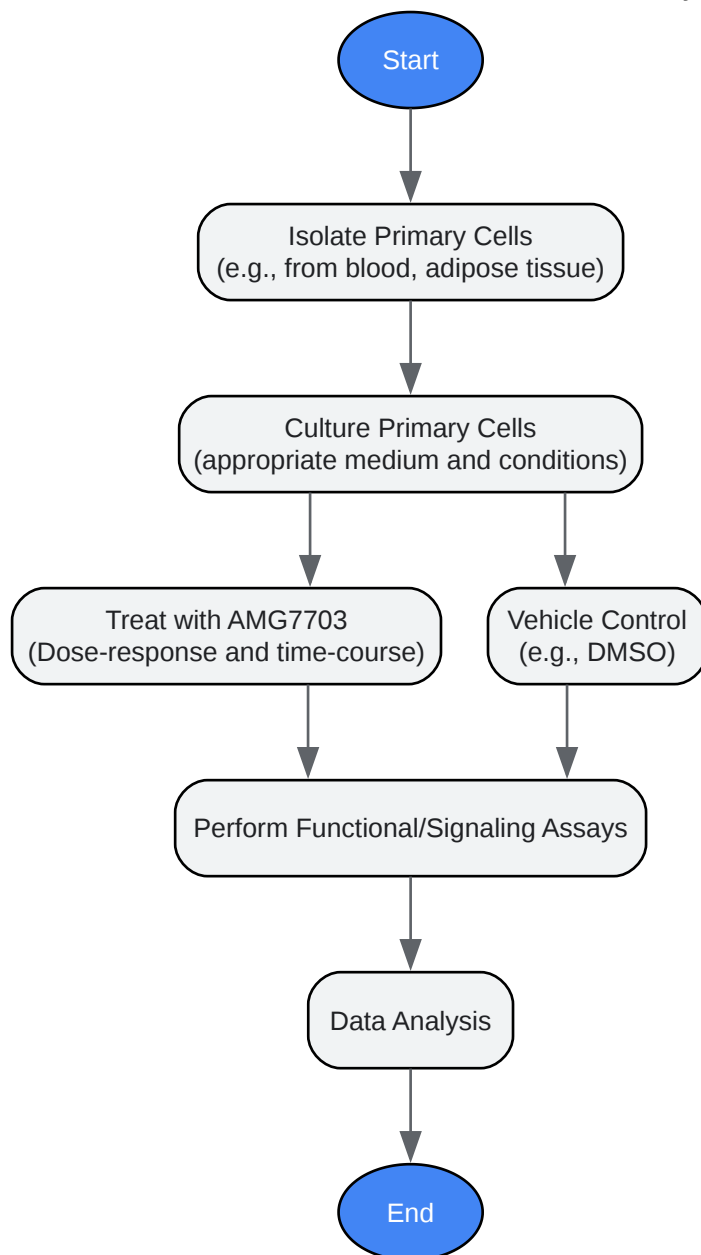 Start
Isolate Primary Cells
(e.g., from blood, adipose tissue)
Culture Primary Cells
(appropriate medium and conditions)
Treat with AMG7703
(Dose-response and time-course)
Vehicle Control
(e.g., DMSO)
Perform Functional/Signaling Assays
Data Analysis
End